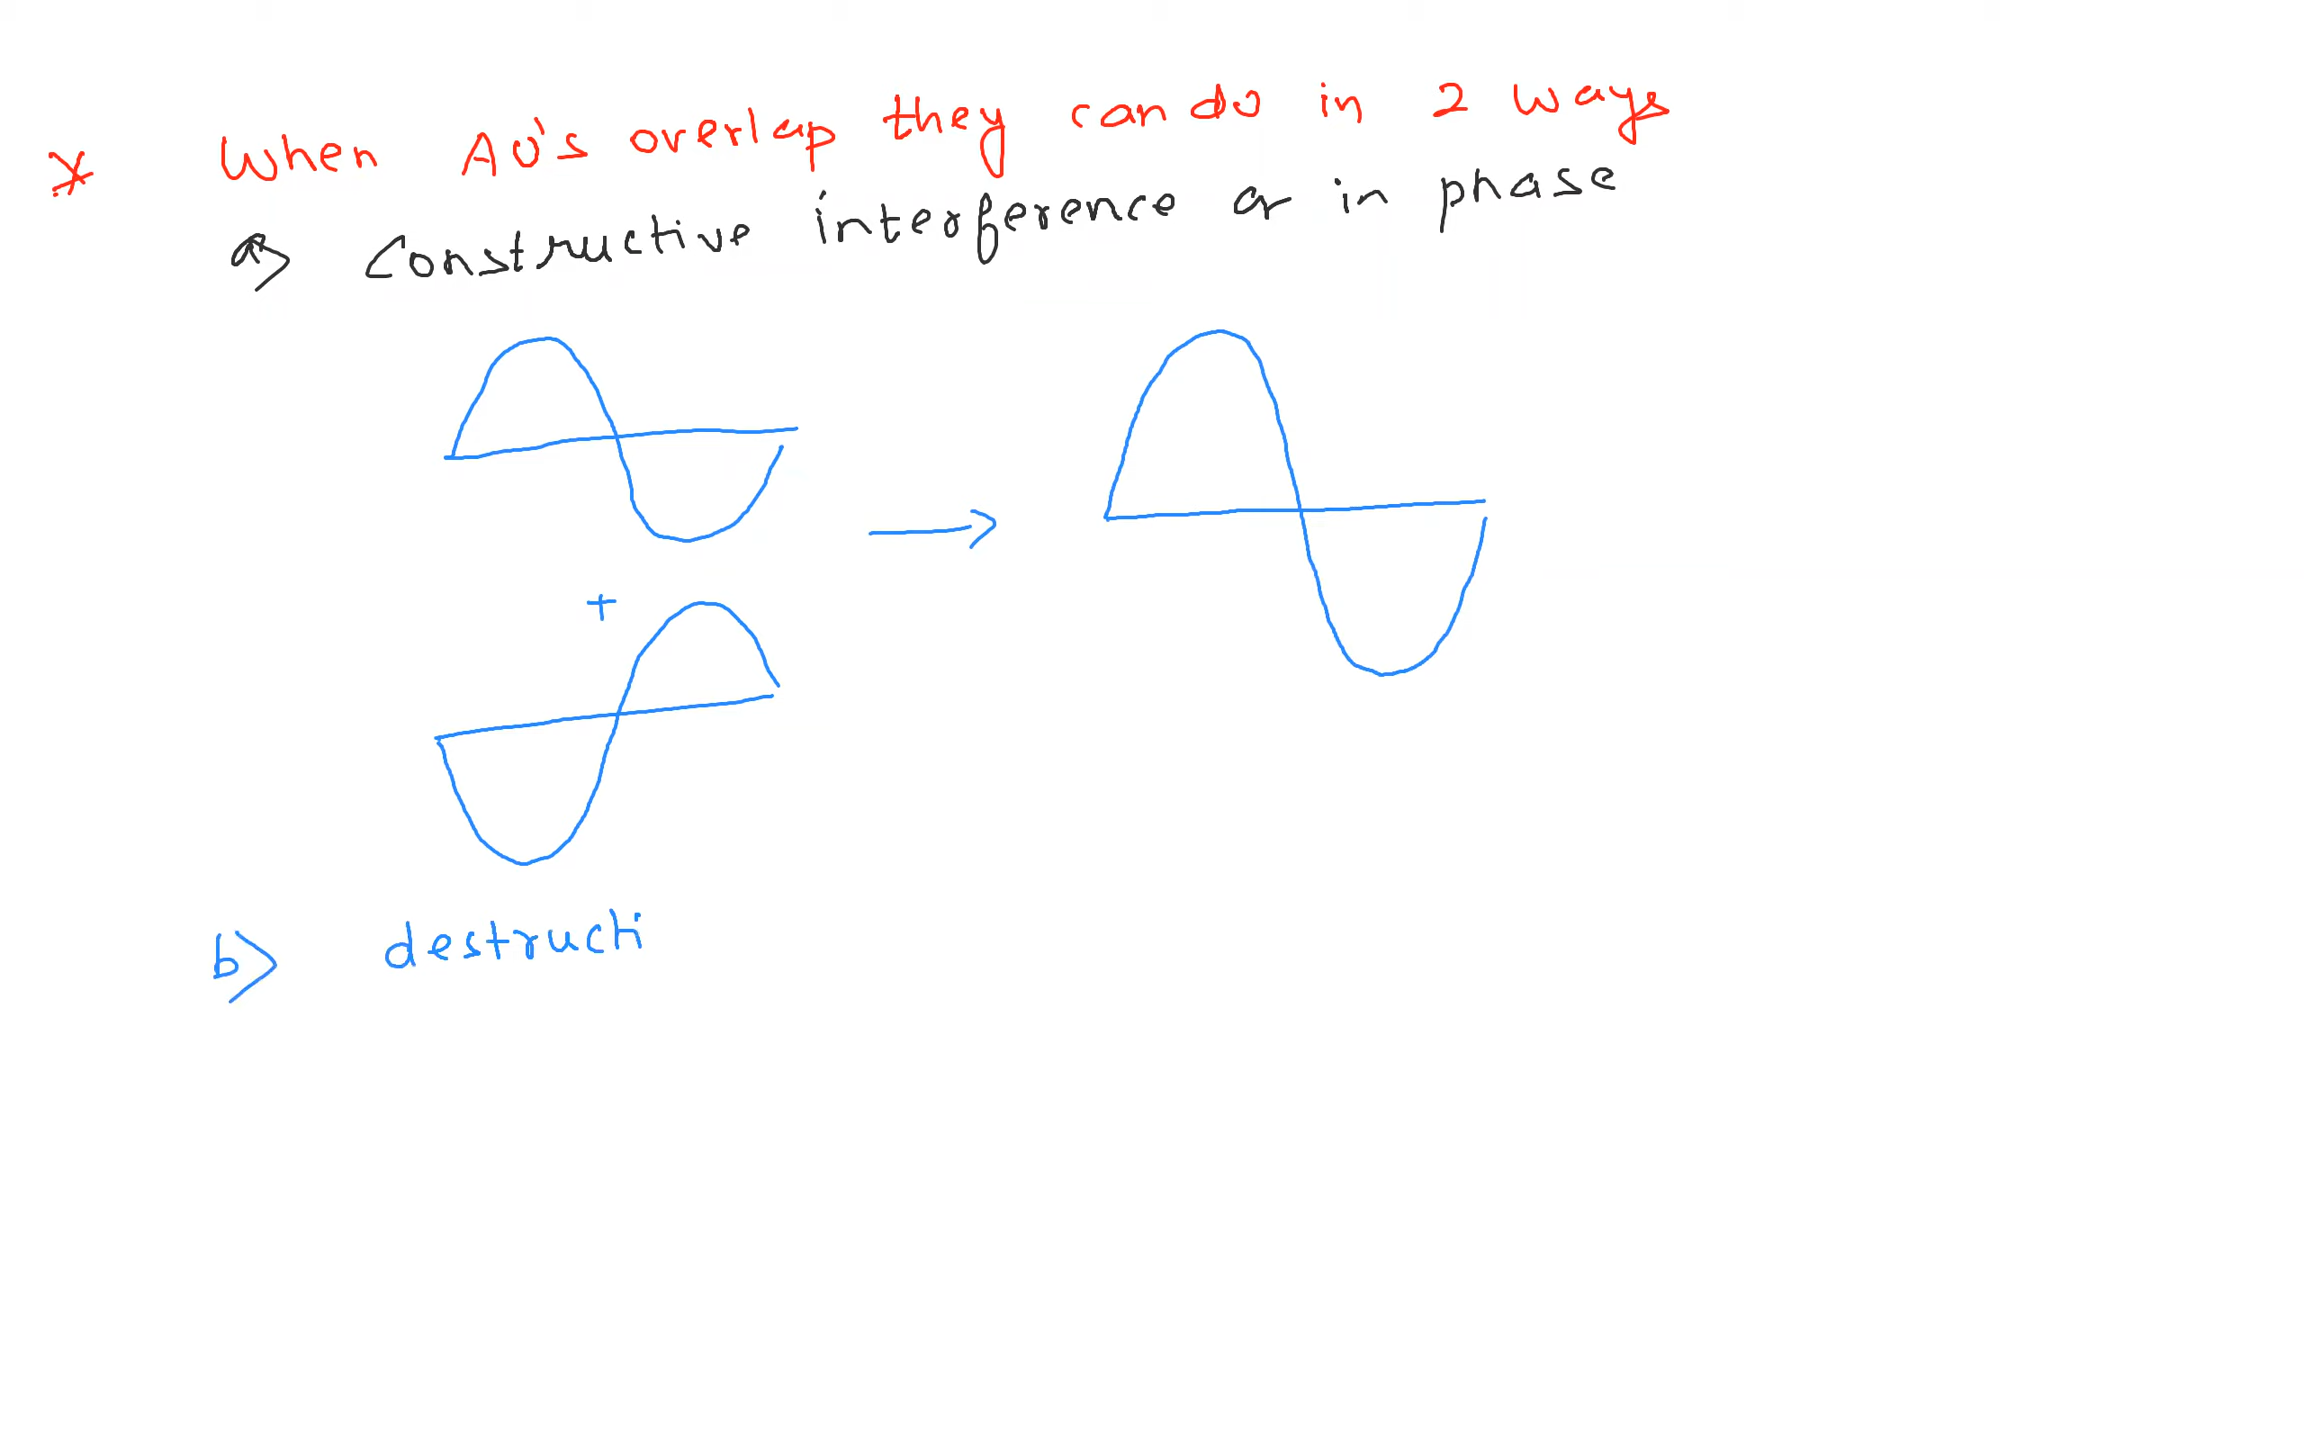 * When AO's overlap they can do in 2 ways
a) Constructive interference or in phase
+
b) destructi